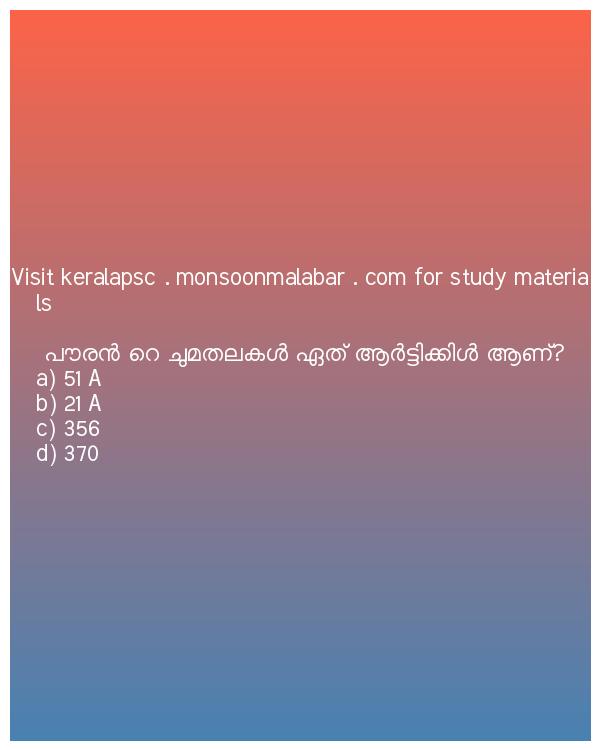 Visit keralapsc . monsoonmalabar . com for study materia
ls
പൗരൻ റെ ചുമതലകൾ ഏത് ആർട്ടിക്കിൾ ആണ്?
a) 51 A
b) 21 A
c) 356
d) 370